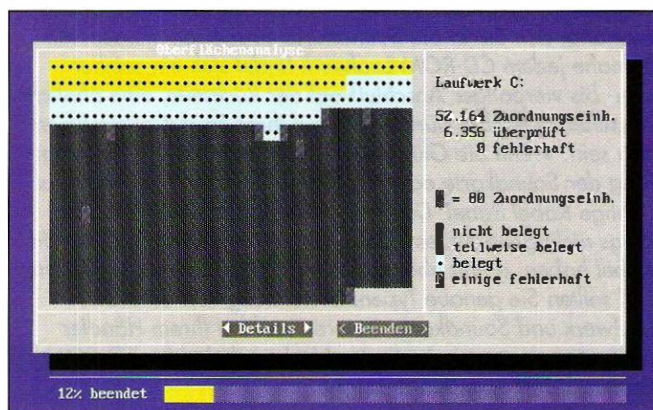 Oberflächenanalyse
Laufwerk C:
52.164 Zuordnungseinh.
6.356 überprüft
0 fehlerhaft
= 80 Zuordnungseinh.
nicht belegt
teilweise belegt
belegt
einige fehlerhaft
◄ Details ►
< Beenden >
12% beendet